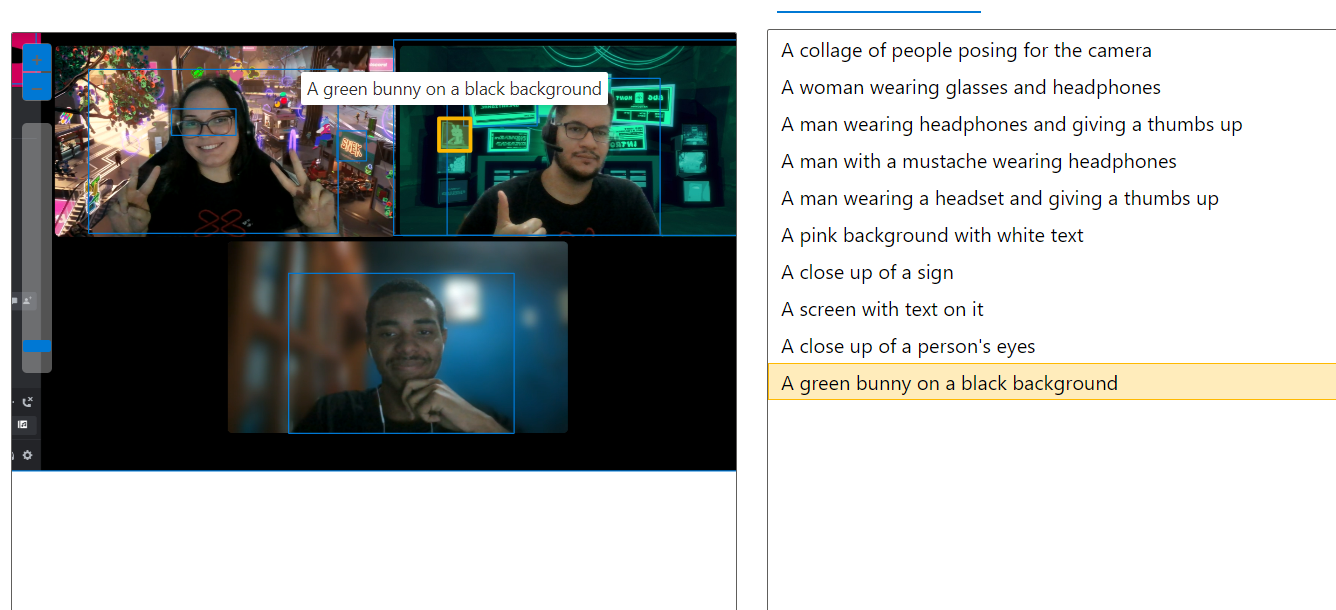 A green bunny on a black background
A collage of people posing for the camera
A woman wearing glasses and headphones
A man wearing headphones and giving a thumbs up
A man with a mustache wearing headphones
A man wearing a headset and giving a thumbs up
A pink background with white text
A close up of a sign
A screen with text on it
A close up of a person's eyes
A green bunny on a black background